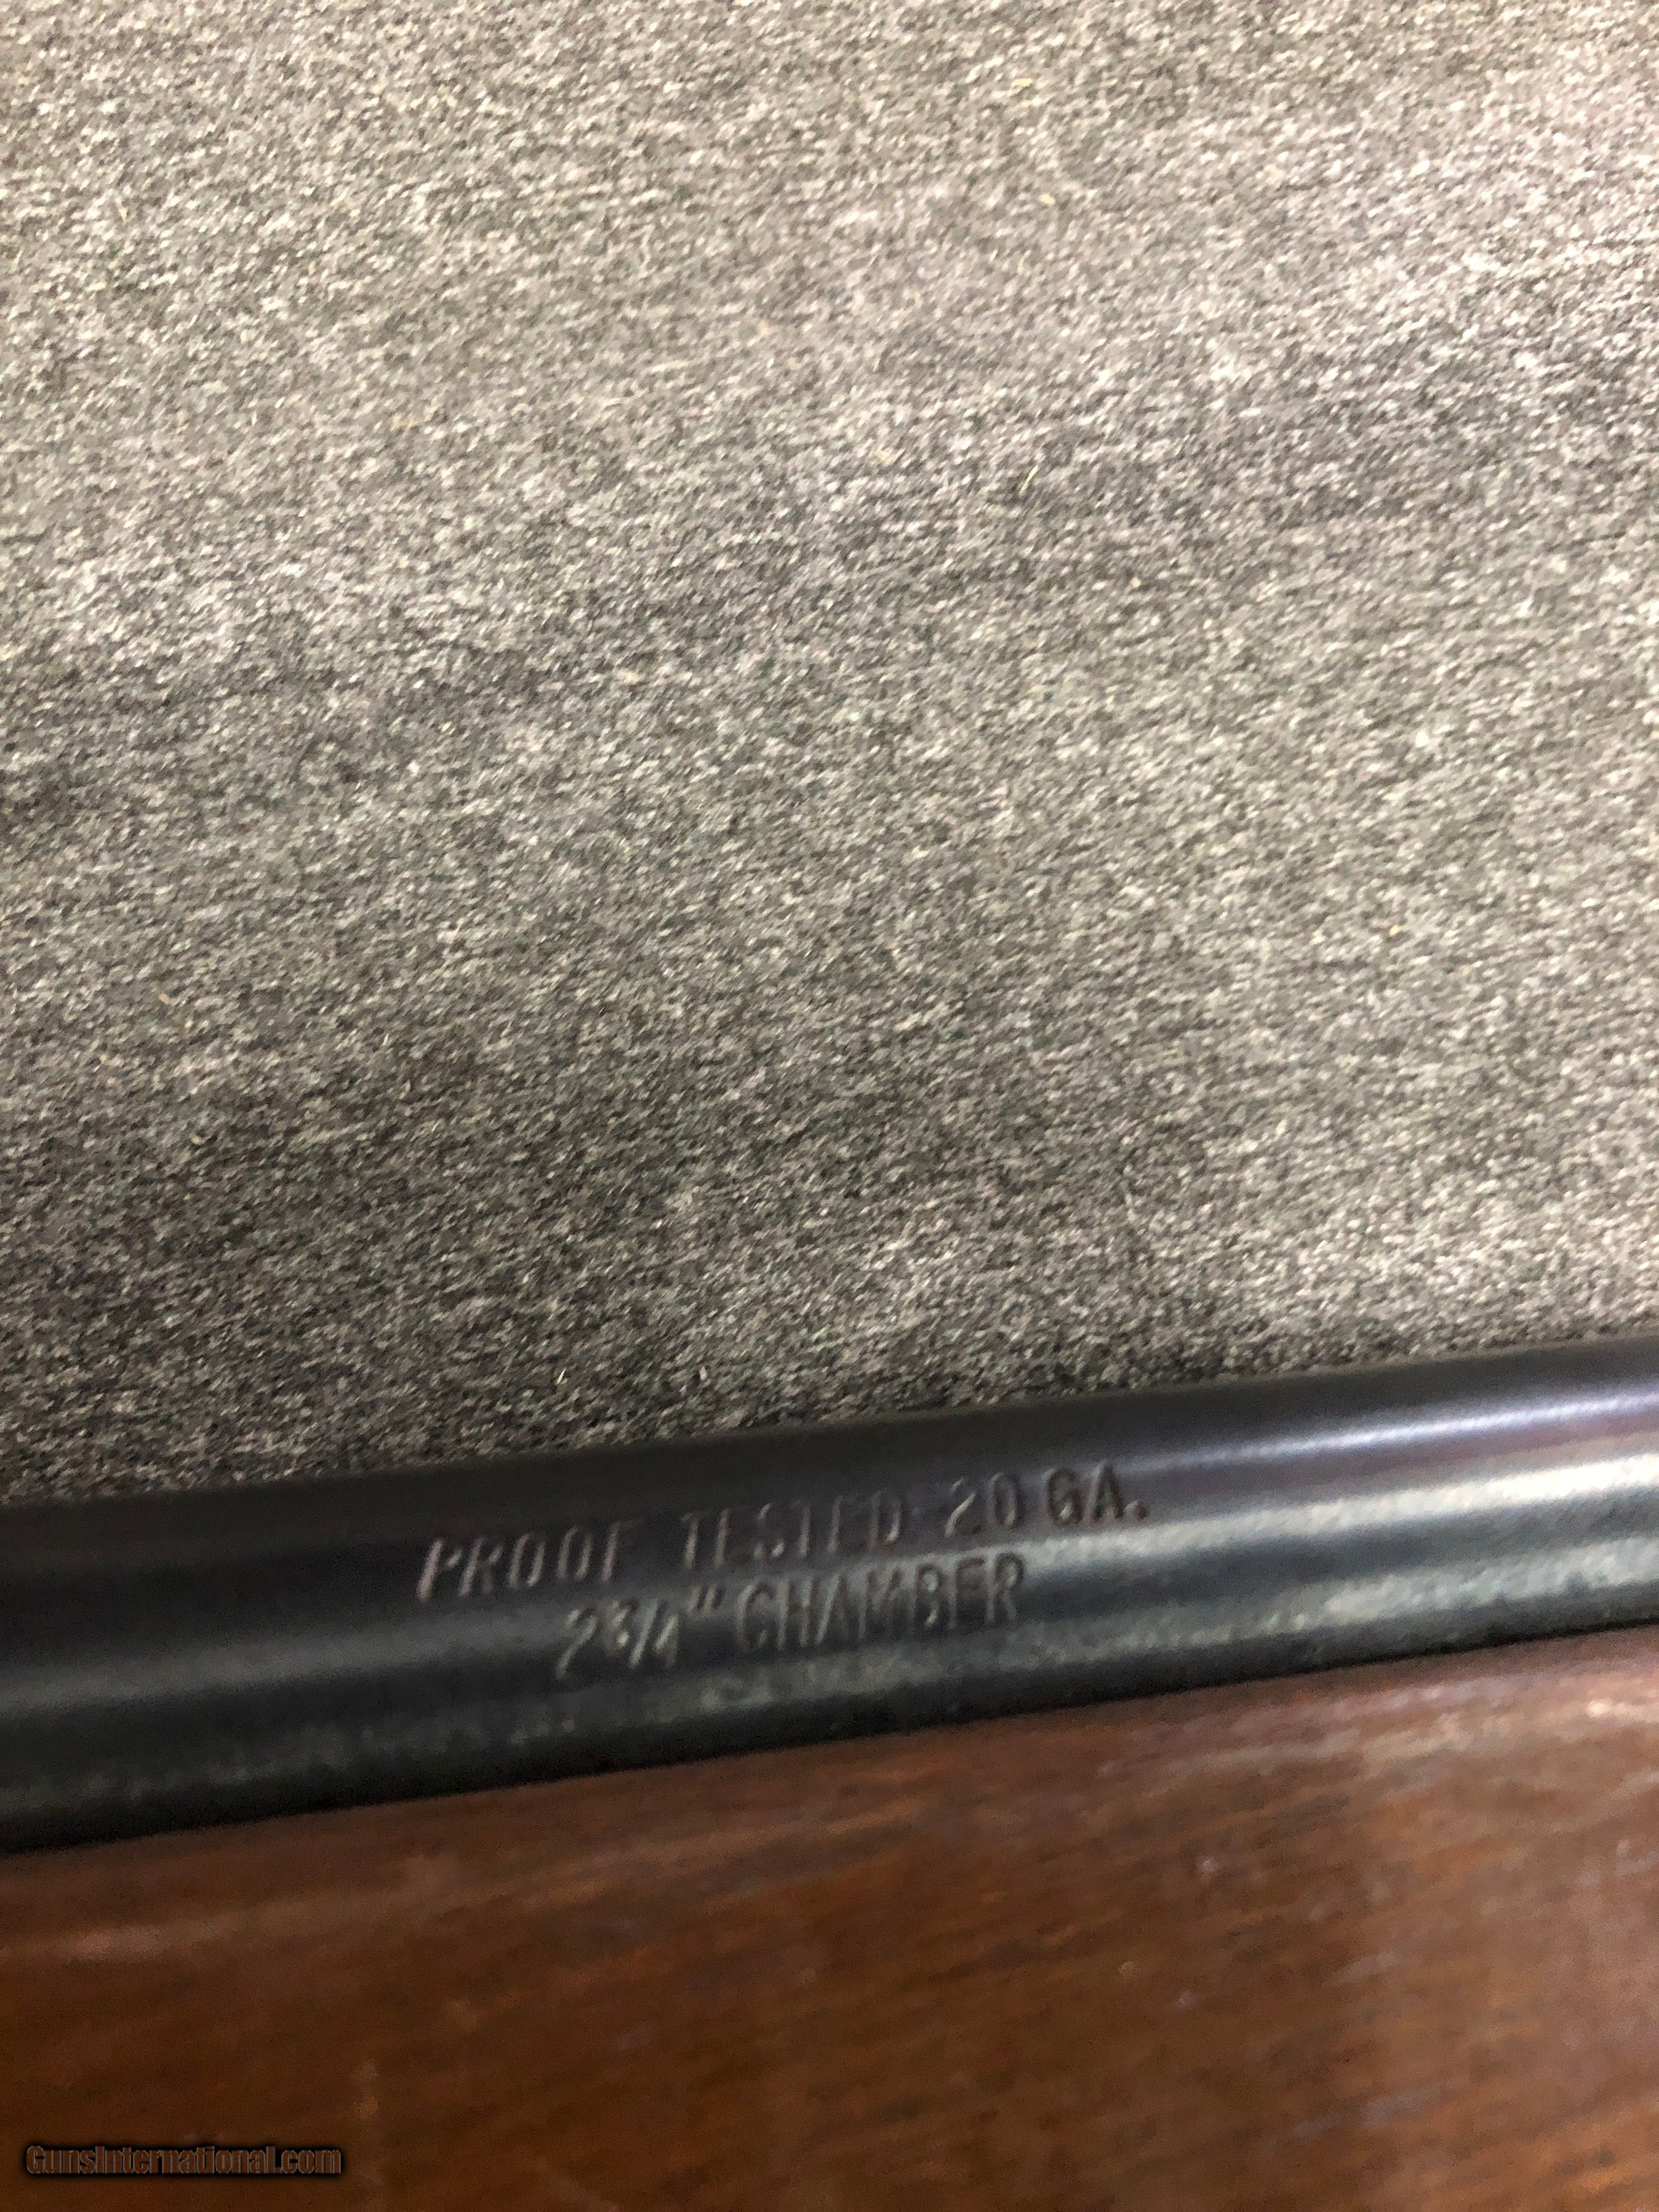 PROOF TESTED-20 GA.
2¾" CHAMBER
GunsInternational.com